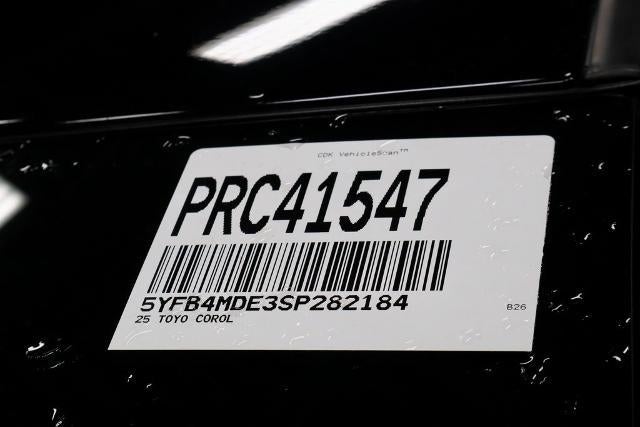 CDK VehicleScan™
PRC41547
5YFB4MDE3SP282184
25 TOYO COROL
B26